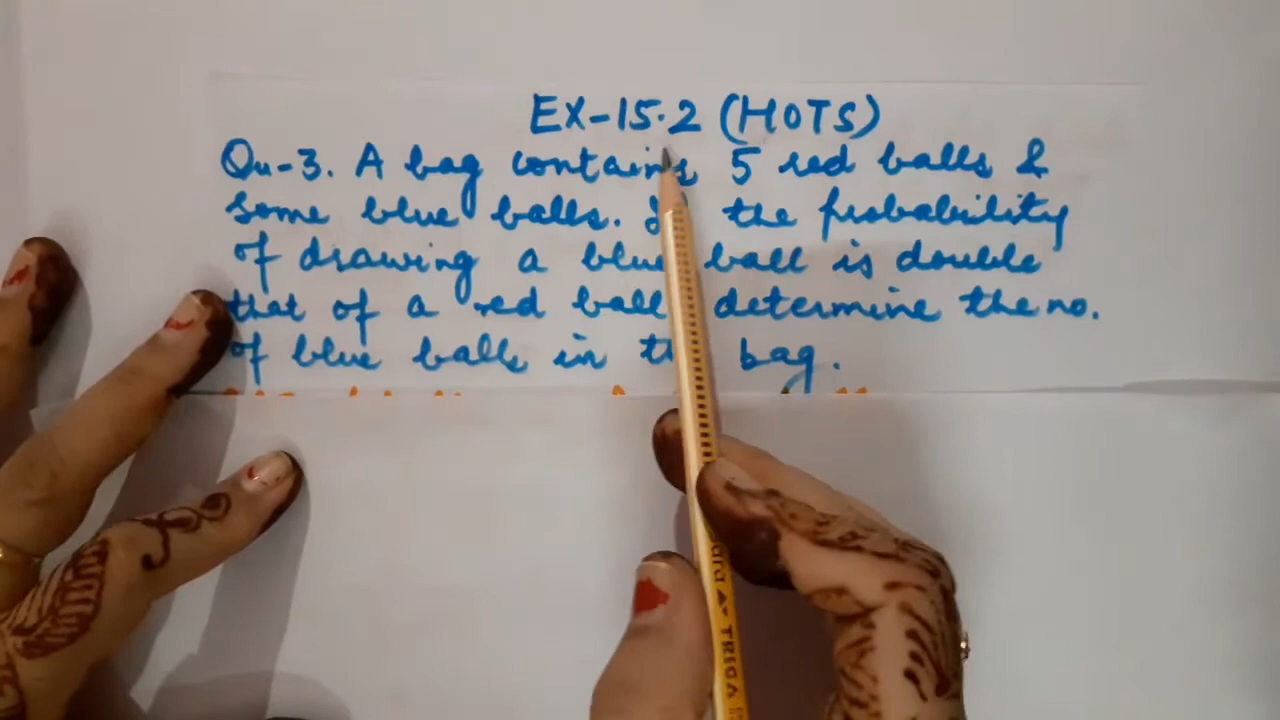 EX-15.2 (HOTS)
Qu-3. A bag contains 5 red balls &
some blue balls. the probability
of drawing a blue ball is double
that of a red ball determine the no.
of blue balls in bag.
TRIDA